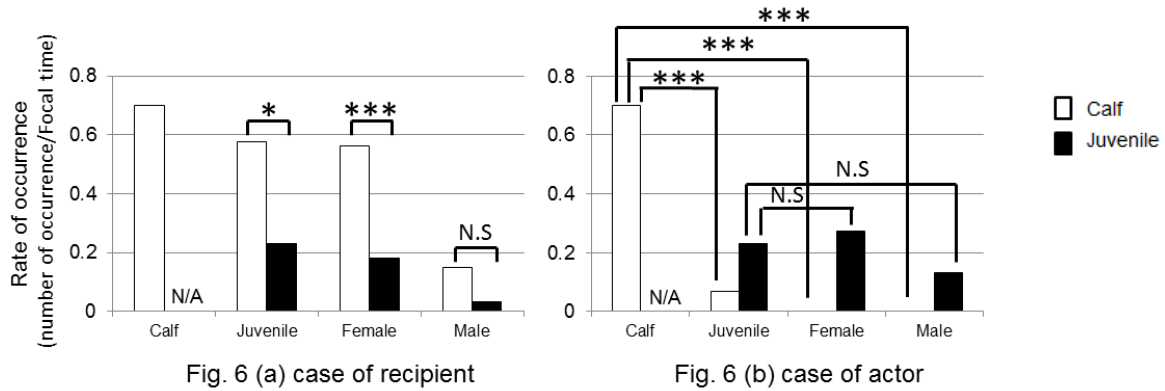 Rate of occurrence
(number of occurrence/Focal time)
0.8
0.6
0.4
0.2
0
*
***
N.S
N/A
Calf
Juvenile
Female
Male
Fig. 6 (a) case of recipient
0.8
0.6
0.4
0.2
0
***
***
***
N.S
N.S
N/A
Calf
Juvenile
Female
Male
Fig. 6 (b) case of actor
Calf
Juvenile